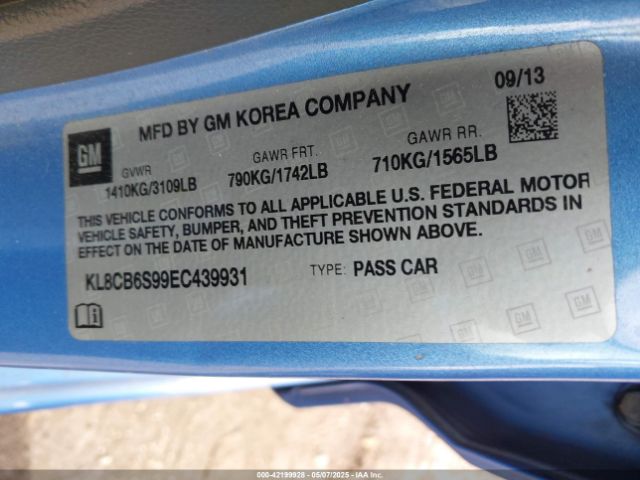 09/13
MFD BY GM KOREA COMPANY
GM
GVWR GAWR FRT. GAWR RR.
1410KG/3109LB 790KG/1742LB 710KG/1565LB
THIS VEHICLE CONFORMS TO ALL APPLICABLE U.S. FEDERAL MOTOR
VEHICLE SAFETY, BUMPER, AND THEFT PREVENTION STANDARDS IN
EFFECT ON THE DATE OF MANUFACTURE SHOWN ABOVE.
KL8CB6S99EC439931 TYPE: PASS CAR
000-42199928 - 05/07/2025 - IAAI.COM